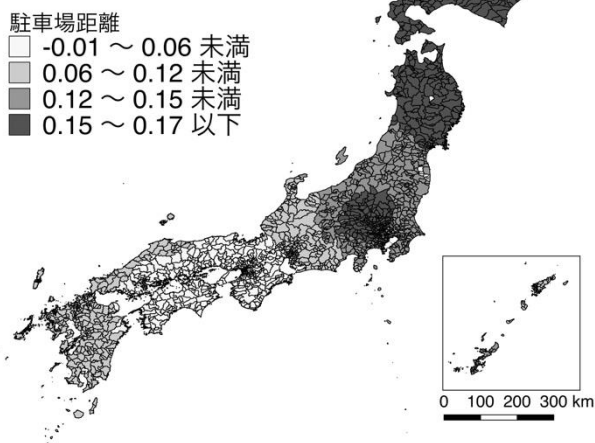 駐車場距離
-0.01 〜 0.06 未満
0.06 〜 0.12 未満
0.12 〜 0.15 未満
0.15 〜 0.17 以下
0 100 200 300 km